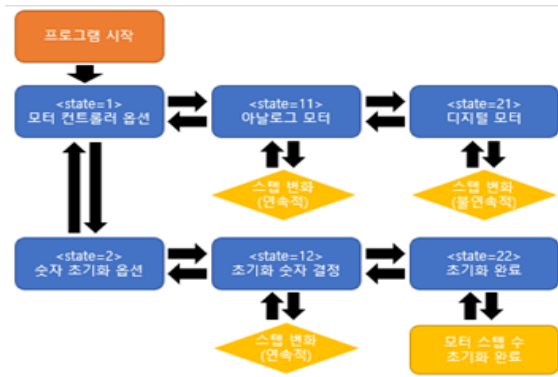 프로그램 시작
<state=1>
모터 컨트롤러 옵션
<state=11>
아날로그 모터
<state=21>
디지털 모터
스텝 변화
(연속적)
스텝 변화
(불연속적)
<state=2>
숫자 초기화 옵션
<state=12>
초기화 숫자 결정
<state=22>
초기화 완료
스텝 변화
(연속적)
모터 스텝 수
초기화 완료